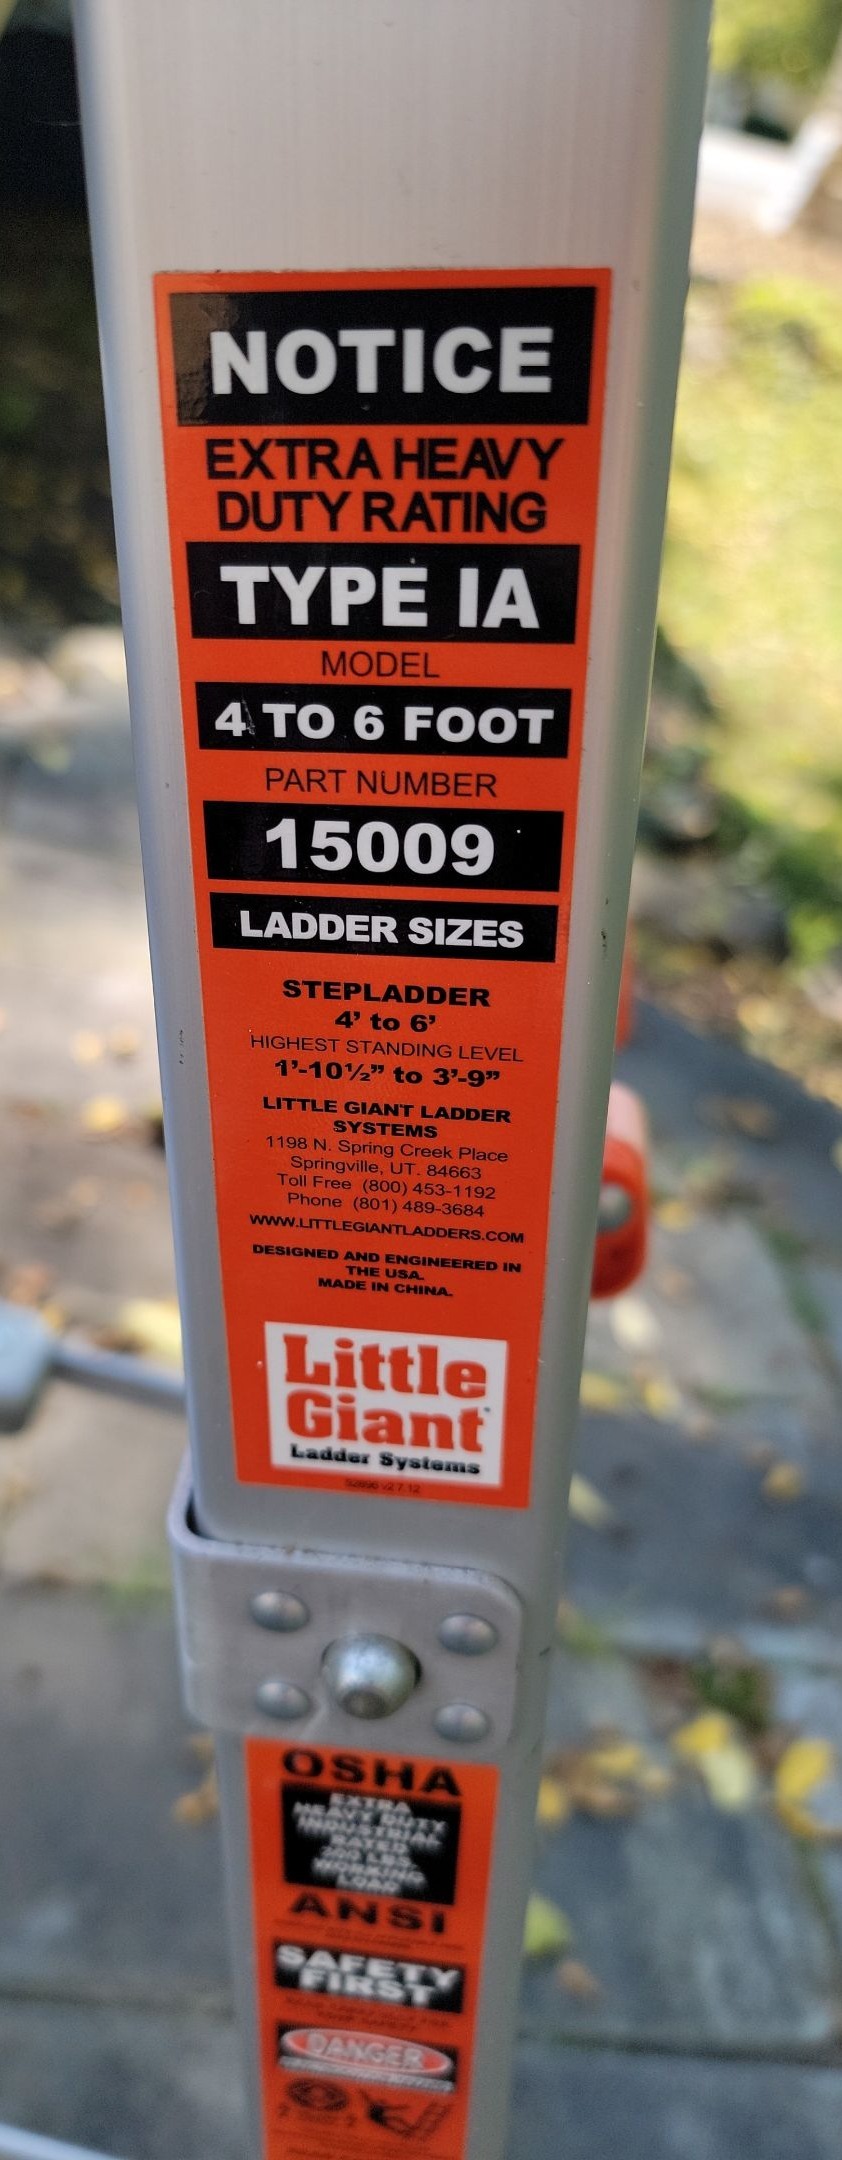 NOTICE
EXTRA HEAVY
DUTY RATING
TYPE IA
MODEL
4 TO 6 FOOT
PART NUMBER
15009
LADDER SIZES
STEPLADDER
4' to 6'
HIGHEST STANDING LEVEL
1'-10½" to 3'-9"
LITTLE GIANT LADDER
SYSTEMS
1198 N. Spring Creek Place
Springville, UT. 84663
Toll Free (800) 453-1192
Phone (801) 489-3684
WWW.LITTLEGIANTLADDERS.COM
DESIGNED AND ENGINEERED IN
THE USA.
MADE IN CHINA.
Little
Giant
Ladder Systems
OSHA
EXTRA
HEAVY DUTY
INDUSTRIAL
RATED
LBS.
WORKING
LOAD
ANSI
SAFETY
FIRST
DANGER